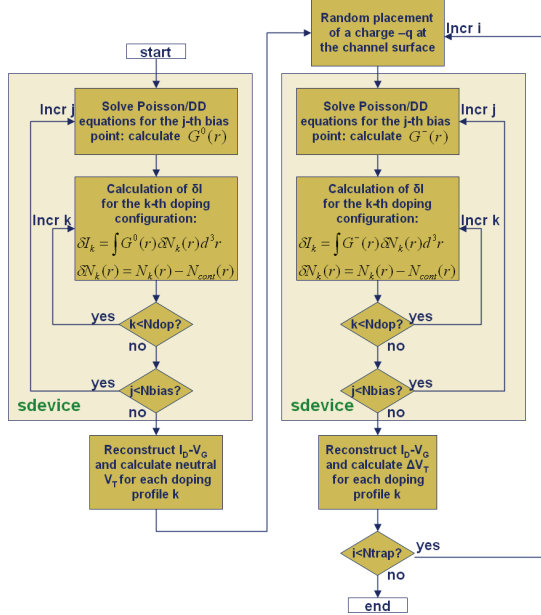 start
Incr j
Solve Poisson/DD
equations for the j-th bias
point: calculate G⁰(r)
Calculation of δI
for the k-th doping
configuration:
Incr k
δI_k = ∫G⁰(r)δN_k(r)d³r
δN_k(r) = N_k(r) − N_cont(r)
yes
k<Ndop?
no
yes
j<Nbias?
no
sdevice
Reconstruct I_D-V_G
and calculate neutral
V_T for each doping
profile k
Random placement
of a charge –q at
the channel surface
Incr i
Incr j
Solve Poisson/DD
equations for the j-th bias
point: calculate G⁻(r)
Calculation of δI
for the k-th doping
configuration:
Incr k
δI_k = ∫G⁻(r)δN_k(r)d³r
δN_k(r) = N_k(r) − N_cont(r)
k<Ndop?
yes
no
j<Nbias?
yes
no
sdevice
Reconstruct I_D-V_G
and calculate ΔV_T
for each doping
profile k
i<Ntrap?
yes
no
end